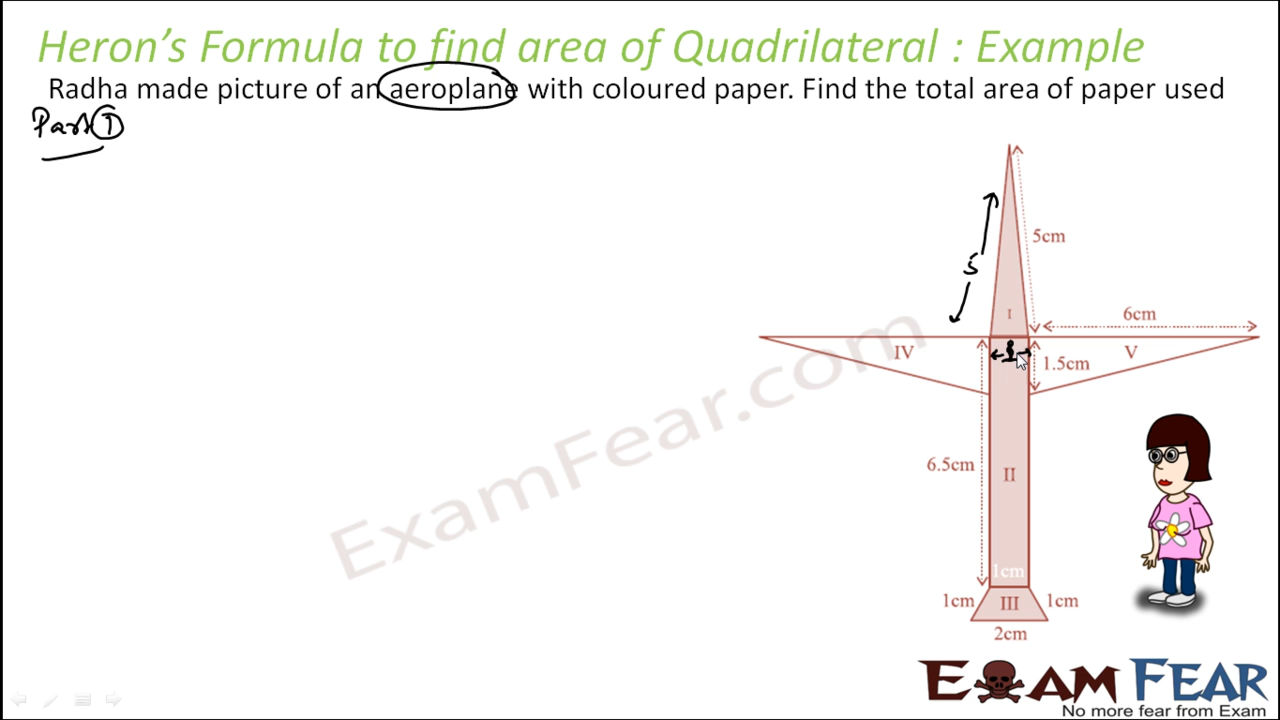 Heron's Formula to find area of Quadrilateral : Example
Radha made picture of an aeroplane with coloured paper. Find the total area of paper used
Part I
5cm
5
I
6cm
IV
1
1.5cm
V
ExamFear.com
6.5cm
II
1cm
1cm
III
1cm
2cm
EXAM FEAR
No more fear from Exam